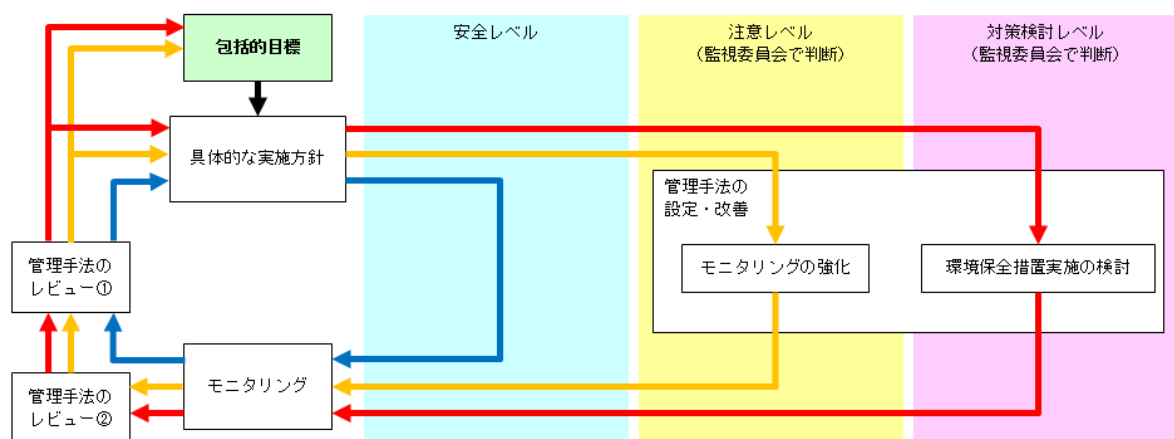 包括的目標
安全レベル
注意レベル
（監視委員会で判断）
対策検討レベル
（監視委員会で判断）
具体的な実施方針
管理手法の
設定・改善
モニタリングの強化
環境保全措置実施の検討
管理手法の
レビュー①
モニタリング
管理手法の
レビュー②